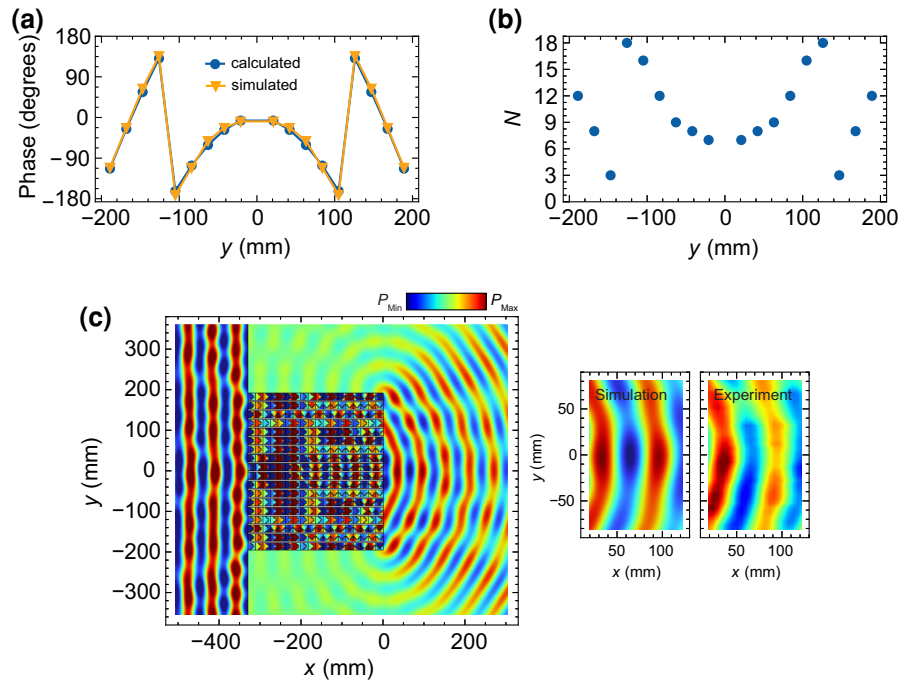 (a)
180
90
0
−90
−180
Phase (degrees)
calculated
simulated
−200 −100 0 100 200
y (mm)
(b)
18
15
12
9
6
3
0
N
−200 −100 0 100 200
y (mm)
(c)
PMin PMax
300
200
100
0
−100
−200
−300
y (mm)
−400 −200 0 200
x (mm)
Simulation Experiment
50
0
−50
y (mm)
50 100 50 100
x (mm) x (mm)